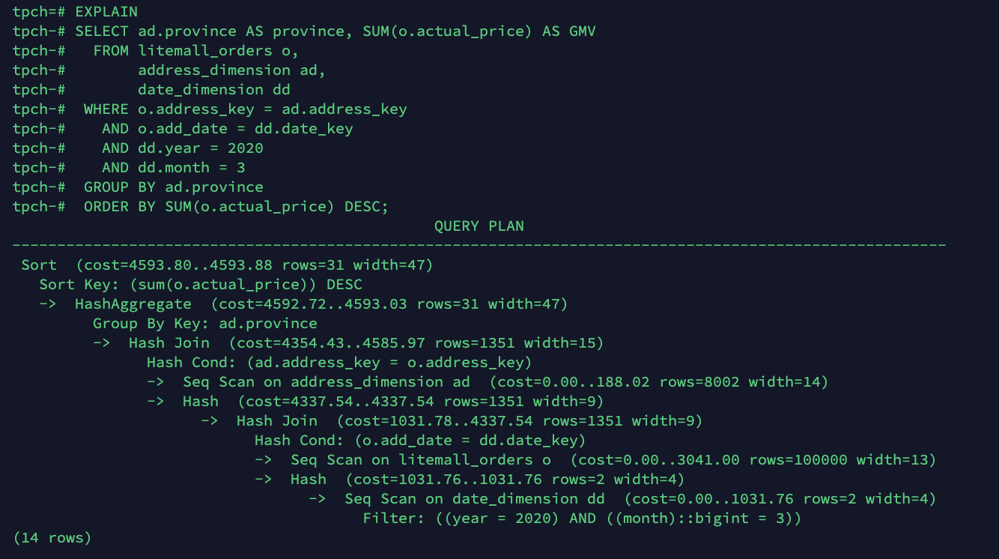 tpch=# EXPLAIN
tpch-# SELECT ad.province AS province, SUM(o.actual_price) AS GMV
tpch-#   FROM litemall_orders o,
tpch-#        address_dimension ad,
tpch-#        date_dimension dd
tpch-#  WHERE o.address_key = ad.address_key
tpch-#    AND o.add_date = dd.date_key
tpch-#    AND dd.year = 2020
tpch-#    AND dd.month = 3
tpch-#  GROUP BY ad.province
tpch-#  ORDER BY SUM(o.actual_price) DESC;
                                               QUERY PLAN
--------------------------------------------------------------------------------------------------------
 Sort  (cost=4593.80..4593.88 rows=31 width=47)
   Sort Key: (sum(o.actual_price)) DESC
   ->  HashAggregate  (cost=4592.72..4593.03 rows=31 width=47)
         Group By Key: ad.province
         ->  Hash Join  (cost=4354.43..4585.97 rows=1351 width=15)
               Hash Cond: (ad.address_key = o.address_key)
               ->  Seq Scan on address_dimension ad  (cost=0.00..188.02 rows=8002 width=14)
               ->  Hash  (cost=4337.54..4337.54 rows=1351 width=9)
                     ->  Hash Join  (cost=1031.78..4337.54 rows=1351 width=9)
                           Hash Cond: (o.add_date = dd.date_key)
                           ->  Seq Scan on litemall_orders o  (cost=0.00..3041.00 rows=100000 width=13)
                           ->  Hash  (cost=1031.76..1031.76 rows=2 width=4)
                                 ->  Seq Scan on date_dimension dd  (cost=0.00..1031.76 rows=2 width=4)
                                       Filter: ((year = 2020) AND ((month)::bigint = 3))
(14 rows)